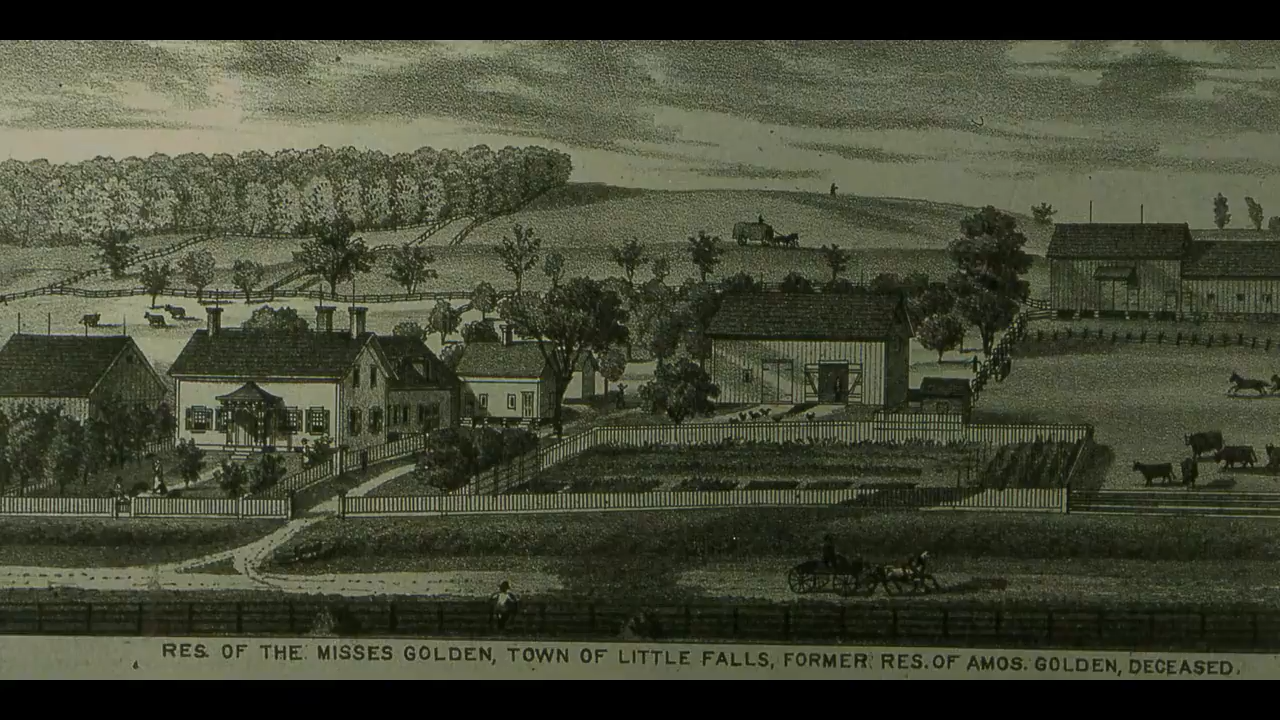 RES. OF THE MISSES GOLDEN, TOWN OF LITTLE FALLS, FORMER RES. OF AMOS. GOLDEN, DECEASED.